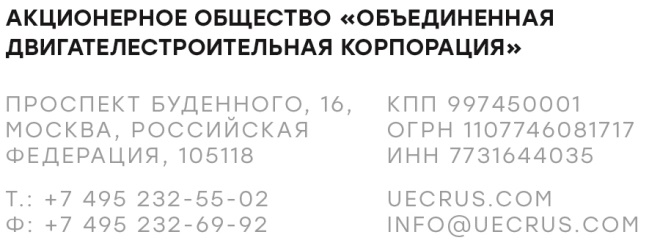 АКЦИОНЕРНОЕ ОБЩЕСТВО «ОБЪЕДИНЕННАЯ
ДВИГАТЕЛЕСТРОИТЕЛЬНАЯ КОРПОРАЦИЯ»
ПРОСПЕКТ БУДЕННОГО, 16,
МОСКВА, РОССИЙСКАЯ
ФЕДЕРАЦИЯ, 105118
Т.: +7 495 232-55-02
Ф: +7 495 232-69-92
КПП 997450001
ОГРН 1107746081717
ИНН 7731644035
UECRUS.COM
INFO@UECRUS.COM